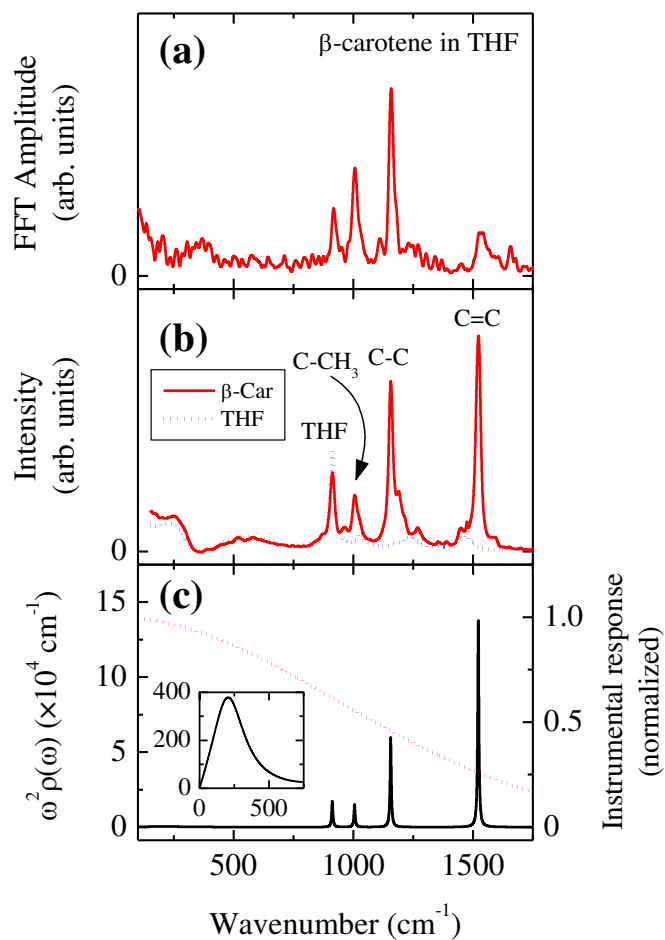 (a)
β-carotene in THF
FFT Amplitude
(arb. units)
0
(b)
C=C
C-CH₃
C-C
β-Car
THF
THF
Intensity
(arb. units)
0
(c)
15
10
5
0
ω² ρ(ω) (×10⁴ cm⁻¹)
400
200
0
0
500
1.0
0.5
0
Instrumental response
(normalized)
500
1000
1500
Wavenumber (cm⁻¹)